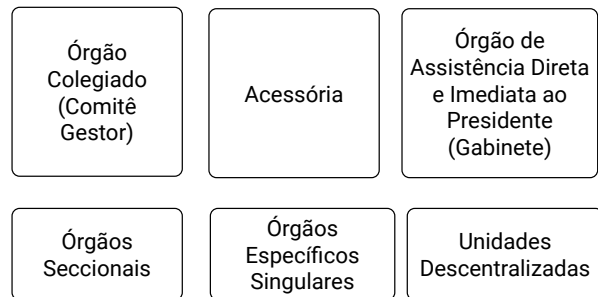 Órgão
Colegiado
(Comitê
Gestor)
Acessória
Órgão de
Assistência Direta
e Imediata ao
Presidente
(Gabinete)
Órgãos
Seccionais
Órgãos
Específicos
Singulares
Unidades
Descentralizadas